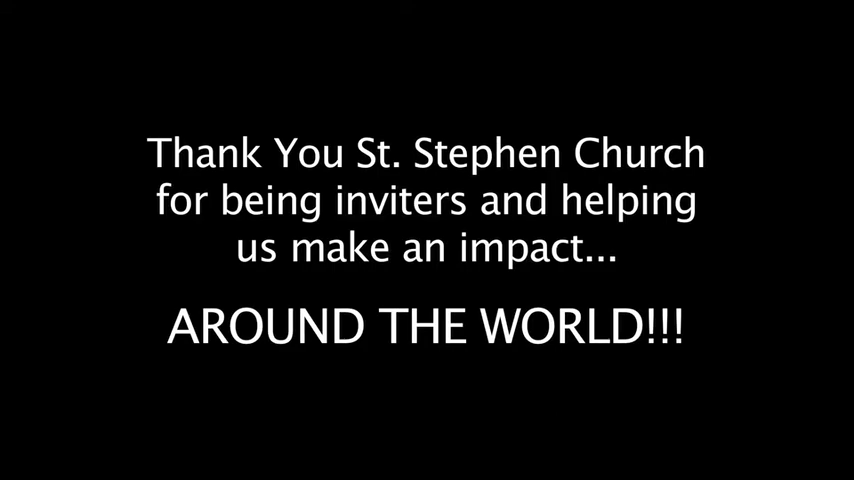 Thank You St. Stephen Church
for being inviters and helping
us make an impact...
AROUND THE WORLD!!!